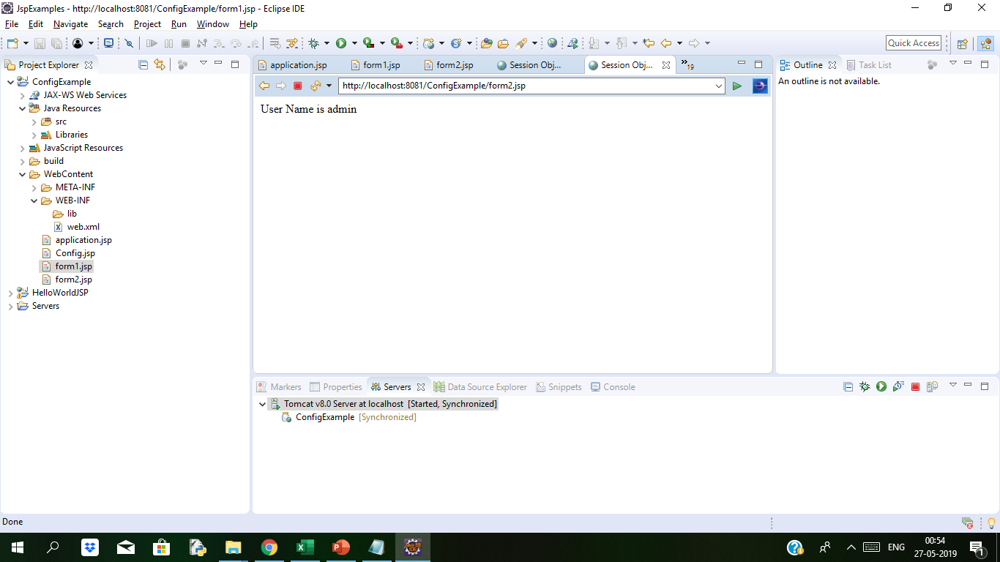 JspExamples - http://localhost:8081/ConfigExample/form1.jsp - Eclipse IDE
File Edit Navigate Search Project Run Window Help
Quick Access
Project Explorer
ConfigExample
JAX-WS Web Services
Java Resources
src
Libraries
JavaScript Resources
build
WebContent
META-INF
WEB-INF
lib
web.xml
application.jsp
Config.jsp
form1.jsp
form2.jsp
HelloWorldJSP
Servers
application.jsp form1.jsp form2.jsp Session Obj... Session Obj... »19
http://localhost:8081/ConfigExample/form2.jsp
User Name is admin
Outline Task List
An outline is not available.
Markers Properties Servers Data Source Explorer Snippets Console
Tomcat v8.0 Server at localhost [Started, Synchronized]
ConfigExample [Synchronized]
Done
ENG
00:54
27-05-2019
1